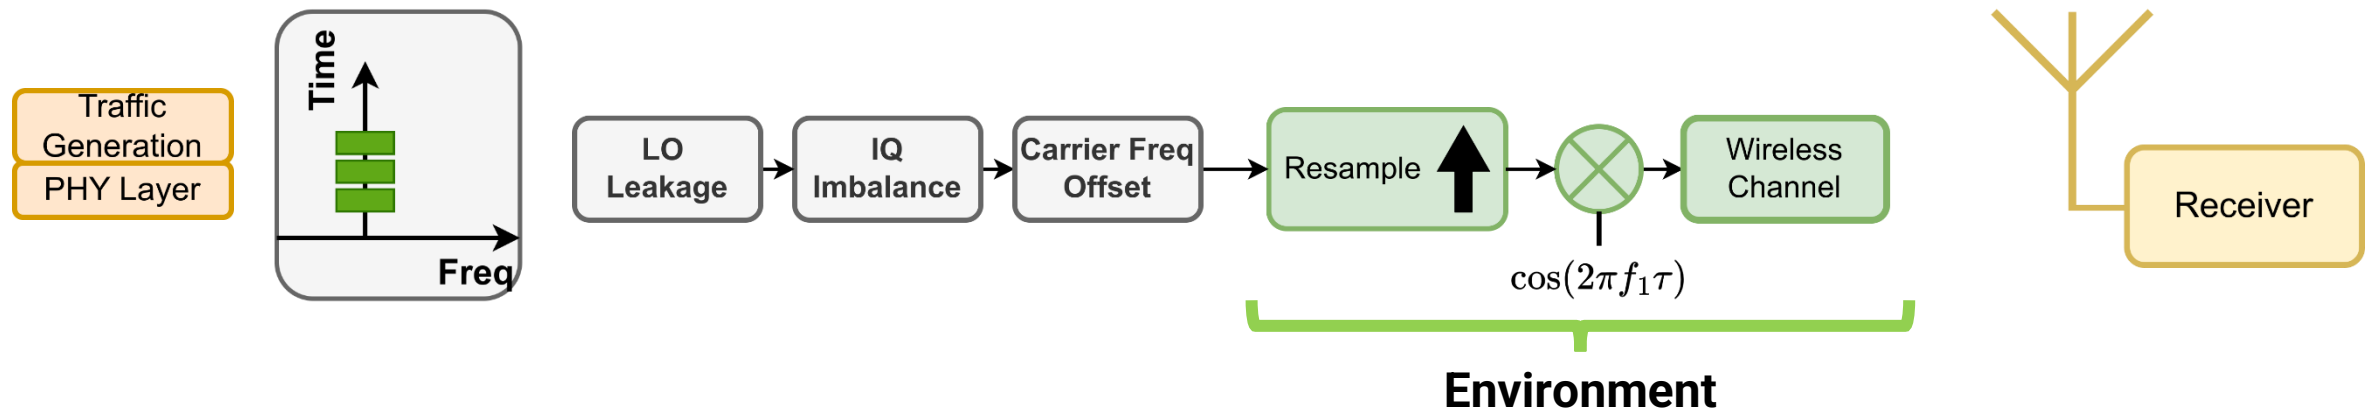 Traffic
Generation
PHY Layer
Time
Freq
LO
Leakage
IQ
Imbalance
Carrier Freq
Offset
Resample
cos(2πf₁τ)
Wireless
Channel
Environment
Receiver